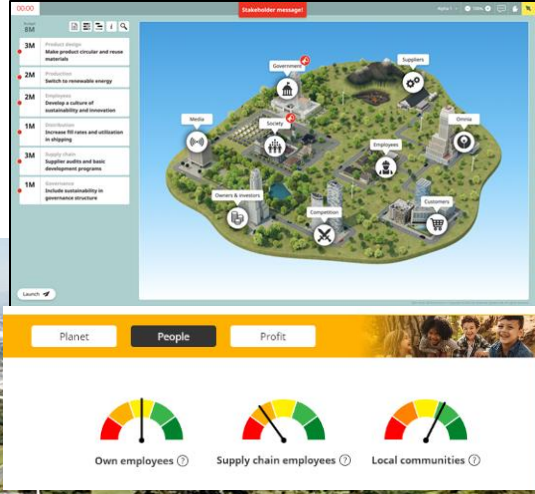 00:00
Stakeholder message!
Alpha 1
100%
Budget
8M
3M
Product design
Make product circular and reuse
materials
2M
Production
Switch to renewable energy
2M
Employees
Develop a culture of
sustainability and innovation
1M
Distribution
Increase fill rates and utilization
in shipping
3M
Supply chain
Supplier audits and basic
development programs
1M
Governance
Include sustainability in
governance structure
Launch
Government
Suppliers
Media
Society
Omnia
Employees
Owners & investors
Competition
Customers
Planet
People
Profit
Own employees ?
Supply chain employees ?
Local communities ?